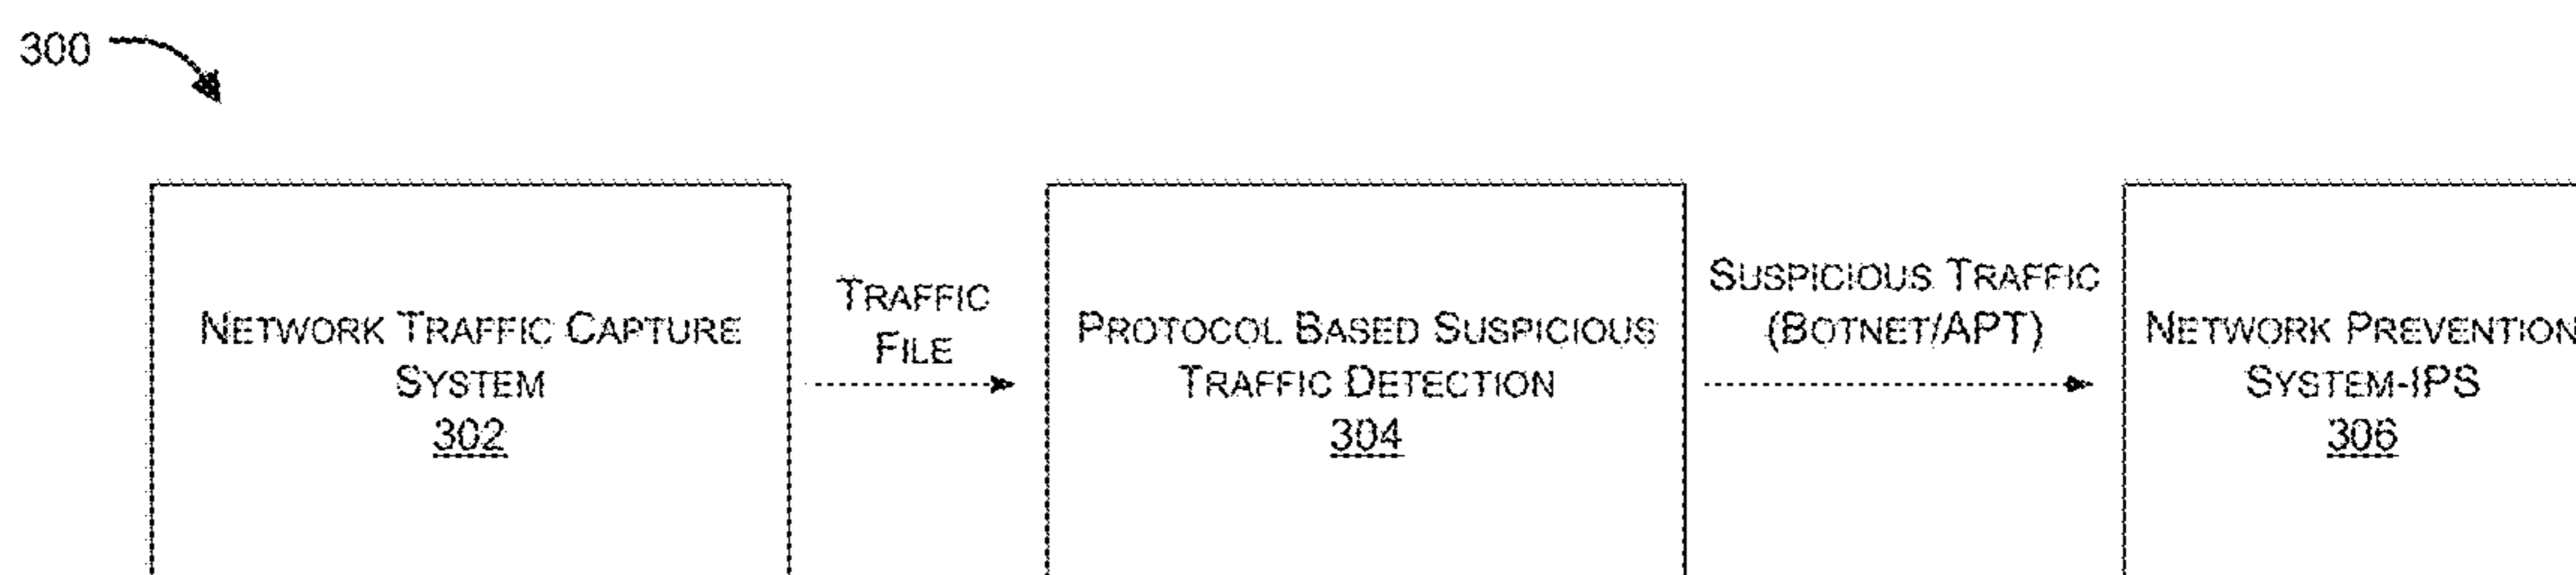 300
NETWORK TRAFFIC CAPTURE
SYSTEM
302
TRAFFIC
FILE
PROTOCOL BASED SUSPICIOUS
TRAFFIC DETECTION
304
SUSPICIOUS TRAFFIC
(BOTNET/APT)
NETWORK PREVENTION
SYSTEM-IPS
306